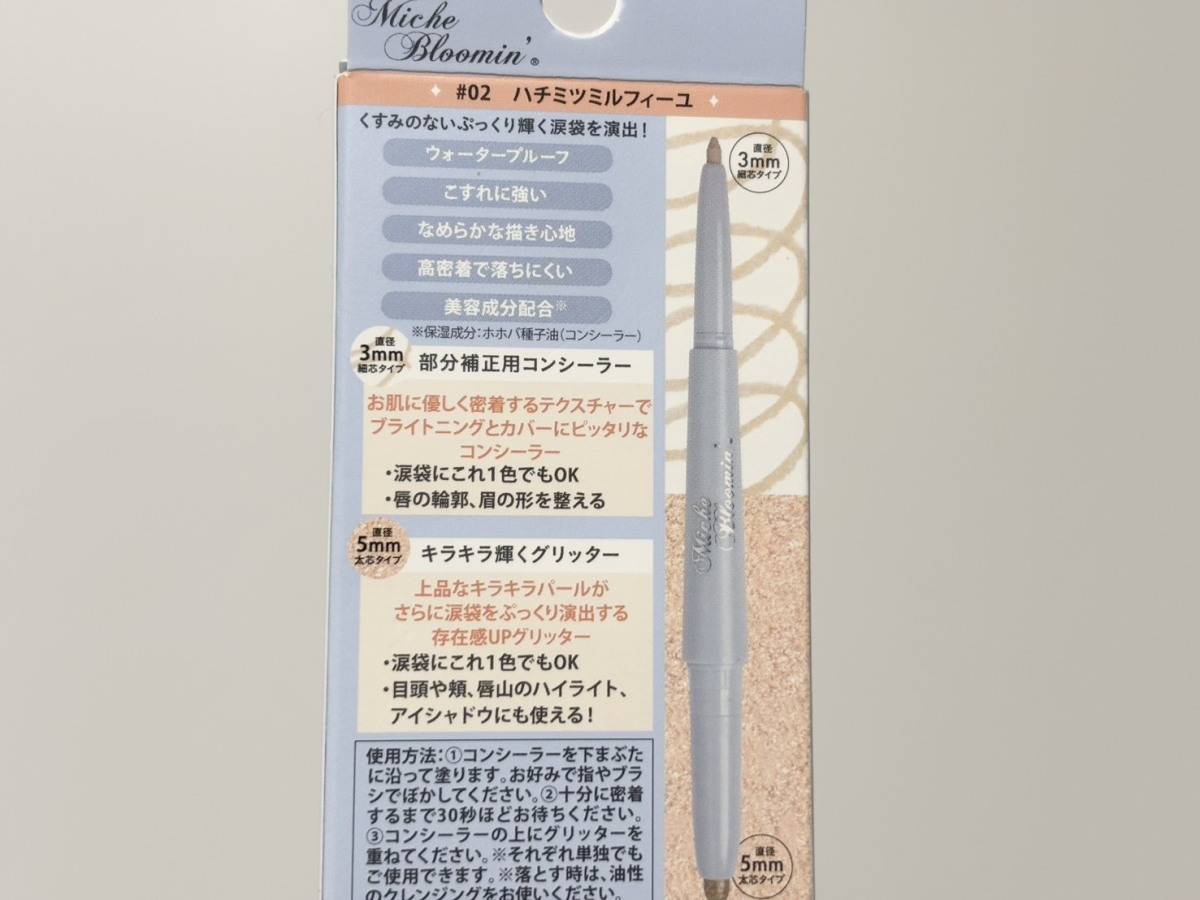 Miche
Bloomin'®
#02 ハチミツミルフィーユ
くすみのないぷっくり輝く涙袋を演出!
ウォータープルーフ
こすれに強い
なめらかな描き心地
高密着で落ちにくい
美容成分配合※
※保湿成分:ホホバ種子油(コンシーラー)
直径
3mm
細芯タイプ
部分補正用コンシーラー
お肌に優しく密着するテクスチャーで
ブライトニングとカバーにピッタリな
コンシーラー
・涙袋にこれ1色でもOK
・唇の輪郭、眉の形を整える
直径
5mm
太芯タイプ
キラキラ輝くグリッター
上品なキラキラパールが
さらに涙袋をぷっくり演出する
存在感UPグリッター
・涙袋にこれ1色でもOK
・目頭や頬、唇山のハイライト、
アイシャドウにも使える!
使用方法:①コンシーラーを下まぶた
に沿って塗ります。お好みで指やブラ
シでぼかしてください。②十分に密着
するまで30秒ほどお待ちください。
③コンシーラーの上にグリッターを
重ねてください。※それぞれ単独でも
ご使用できます。※落とす時は、油性
のクレンジングをお使いください。
直径
3mm
細芯タイプ
Miche
Bloomin'
直径
5mm
太芯タイプ